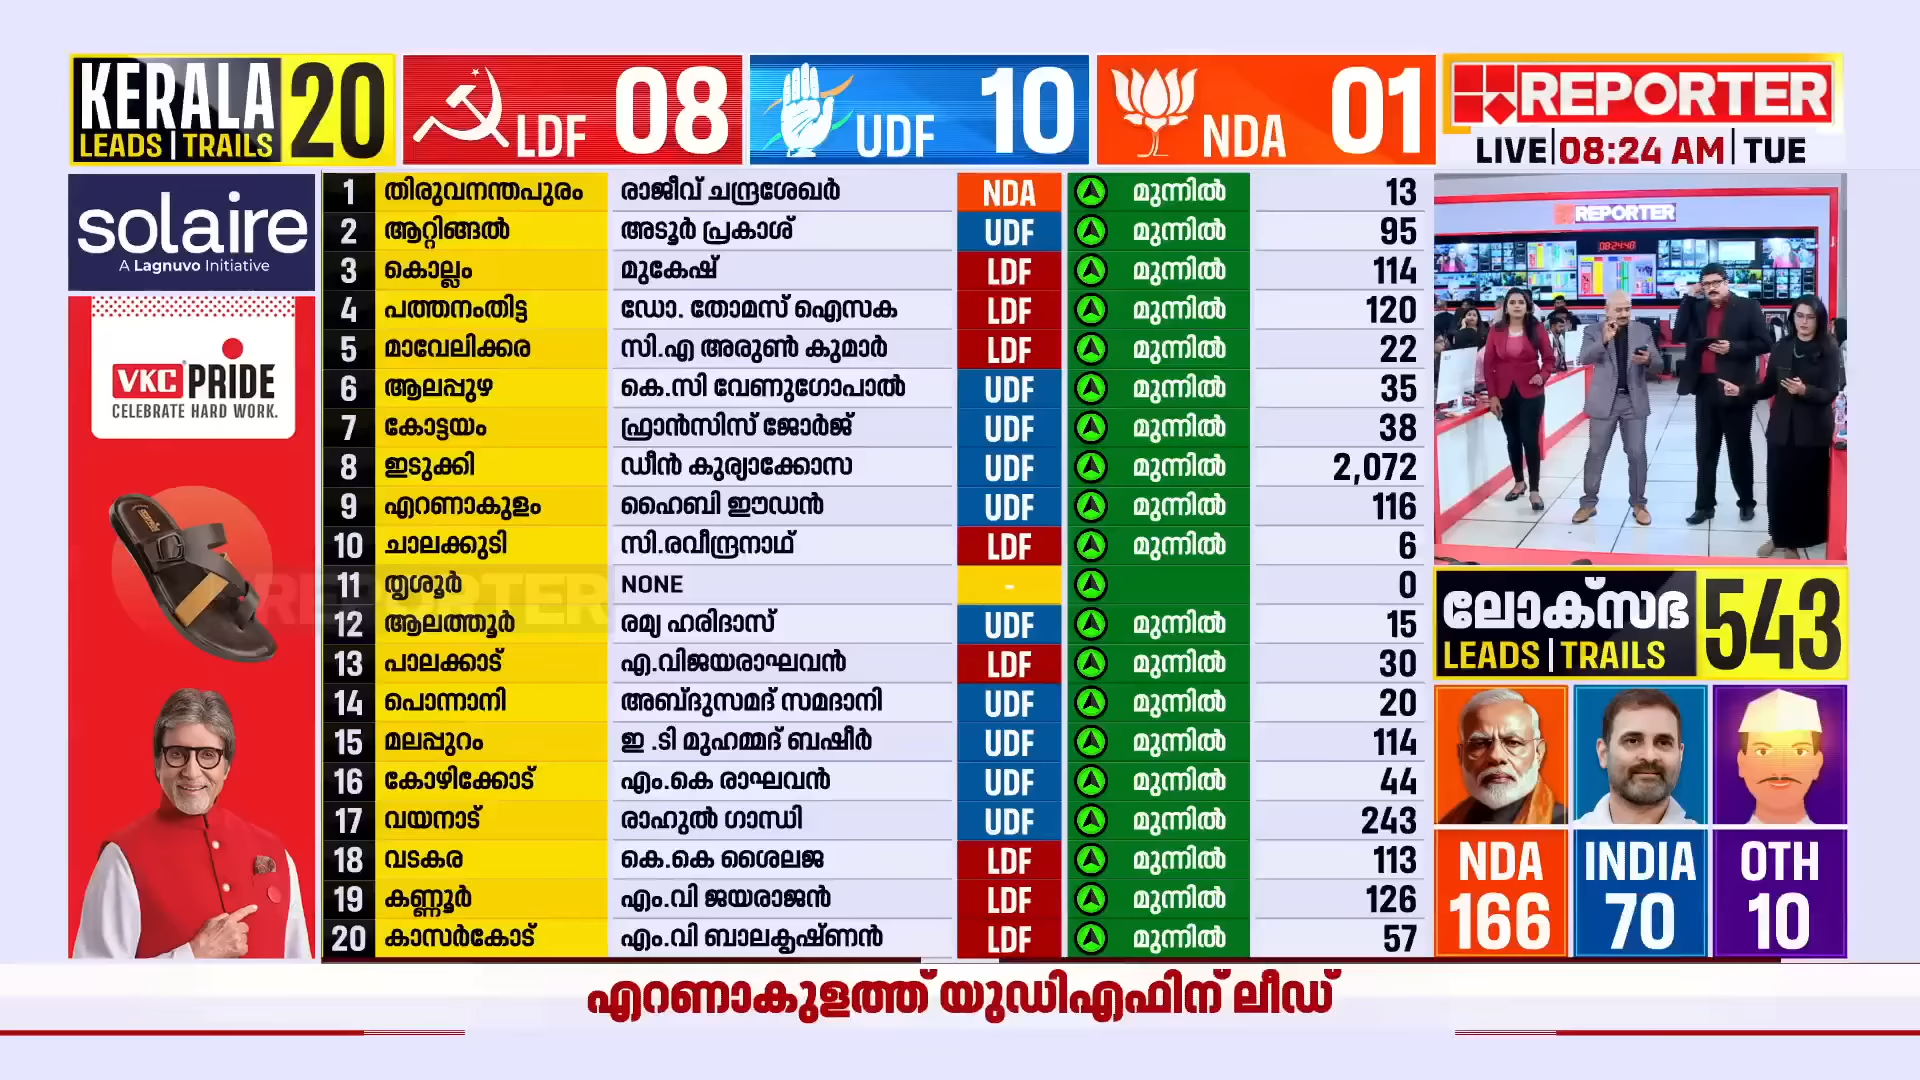 KERALA
LEADS | TRAILS
20
LDF 08
UDF 10
NDA 01
REPORTER
LIVE | 08:24 AM | TUE
solaire
A Lagnuvo Initiative
VKC PRIDE
CELEBRATE HARD WORK.
1 തിരുവനന്തപുരം രാജീവ് ചന്ദ്രശേഖർ NDA മുന്നിൽ 13
2 ആറ്റിങ്ങൽ അടൂർ പ്രകാശ് UDF മുന്നിൽ 95
3 കൊല്ലം മുകേഷ് LDF മുന്നിൽ 114
4 പത്തനംതിട്ട ഡോ. തോമസ് ഐസക LDF മുന്നിൽ 120
5 മാവേലിക്കര സി.എ അരുൺ കുമാർ LDF മുന്നിൽ 22
6 ആലപ്പുഴ കെ.സി വേണുഗോപാൽ UDF മുന്നിൽ 35
7 കോട്ടയം ഫ്രാൻസിസ് ജോർജ് UDF മുന്നിൽ 38
8 ഇടുക്കി ഡീൻ കുര്യാക്കോസ UDF മുന്നിൽ 2,072
9 എറണാകുളം ഹൈബി ഈഡൻ UDF മുന്നിൽ 116
10 ചാലക്കുടി സി.രവീന്ദ്രനാഥ് LDF മുന്നിൽ 6
11 തൃശൂർ NONE - 0
12 ആലത്തൂർ രമ്യ ഹരിദാസ് UDF മുന്നിൽ 15
13 പാലക്കാട് എ.വിജയരാഘവൻ LDF മുന്നിൽ 30
14 പൊന്നാനി അബ്ദുസമദ് സമദാനി UDF മുന്നിൽ 20
15 മലപ്പുറം ഇ .ടി മുഹമ്മദ് ബഷീർ UDF മുന്നിൽ 114
16 കോഴിക്കോട് എം.കെ രാഘവൻ UDF മുന്നിൽ 44
17 വയനാട് രാഹുൽ ഗാന്ധി UDF മുന്നിൽ 243
18 വടകര കെ.കെ ശൈലജ LDF മുന്നിൽ 113
19 കണ്ണൂർ എം.വി ജയരാജൻ LDF മുന്നിൽ 126
20 കാസർകോട് എം.വി ബാലകൃഷ്ണൻ LDF മുന്നിൽ 57
REPORTER
REPORTER
ലോക്സഭ
LEADS | TRAILS
543
NDA 166
INDIA 70
OTH 10
എറണാകുളത്ത് യുഡിഎഫിന് ലീഡ്